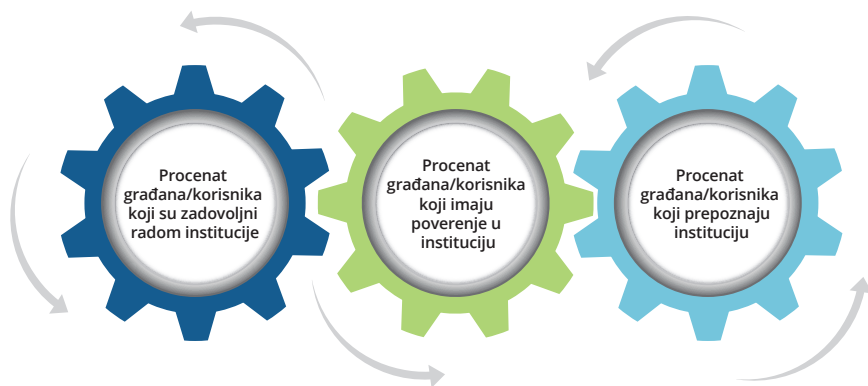 Procenat
građana/korisnika
koji su zadovoljni
radom institucije
Procenat
građana/korisnika
koji imaju
poverenje u
instituciju
Procenat
građana/korisnika
koji prepoznaju
instituciju